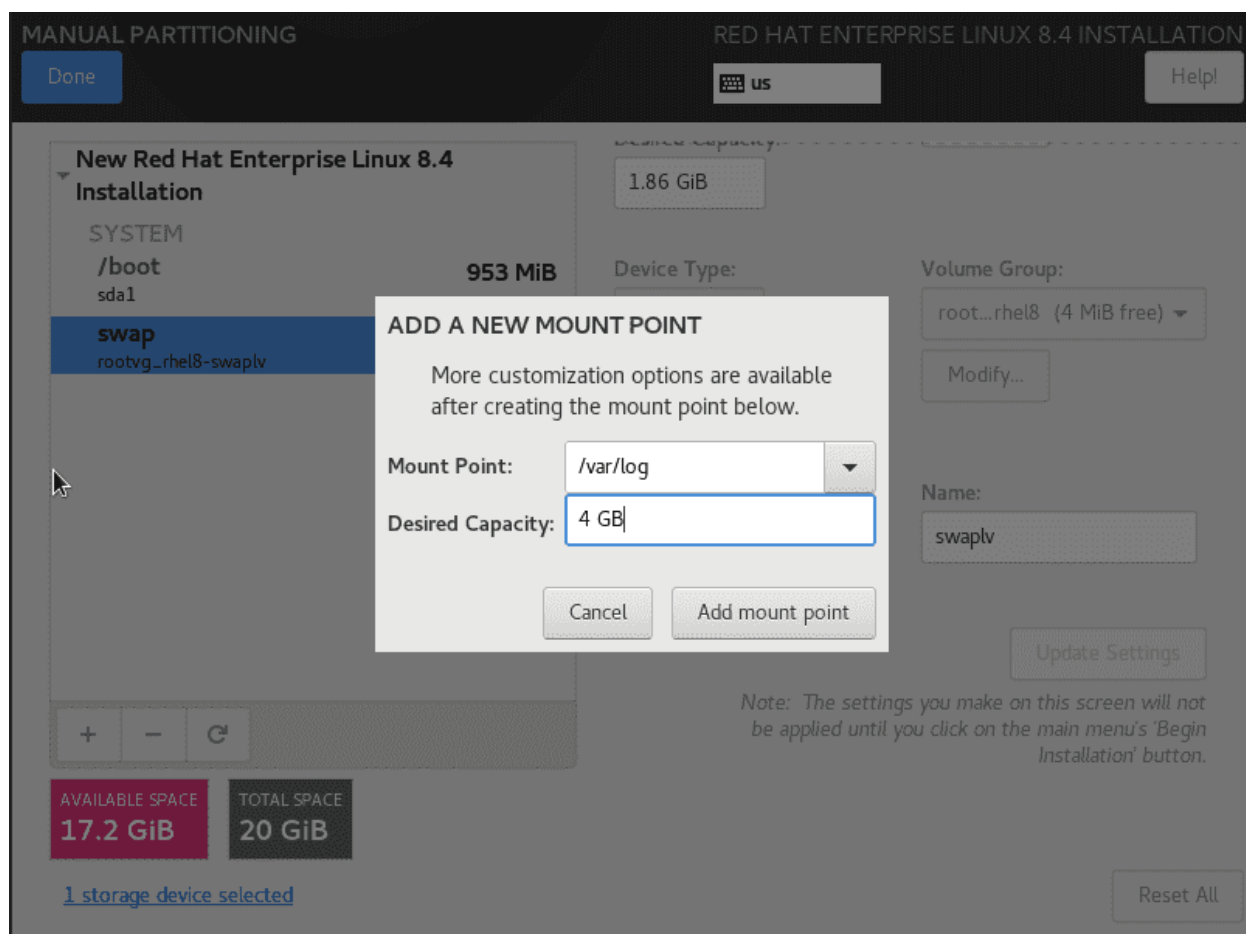 MANUAL PARTITIONING
RED HAT ENTERPRISE LINUX 8.4 INSTALLATION
Done
us
Help!
New Red Hat Enterprise Linux 8.4
Installation
SYSTEM
/boot
953 MiB
sda1
swap
rootvg_rhel8-swaplv
Desired Capacity:
1.86 GiB
Device Type:
Volume Group:
root...rhel8 (4 MiB free)
Modify...
Name:
swaplv
Update Settings
Note: The settings you make on this screen will not
be applied until you click on the main menu's 'Begin
Installation' button.
ADD A NEW MOUNT POINT
More customization options are available
after creating the mount point below.
Mount Point:
/var/log
Desired Capacity:
4 GB
Cancel
Add mount point
AVAILABLE SPACE
17.2 GiB
TOTAL SPACE
20 GiB
1 storage device selected
Reset All